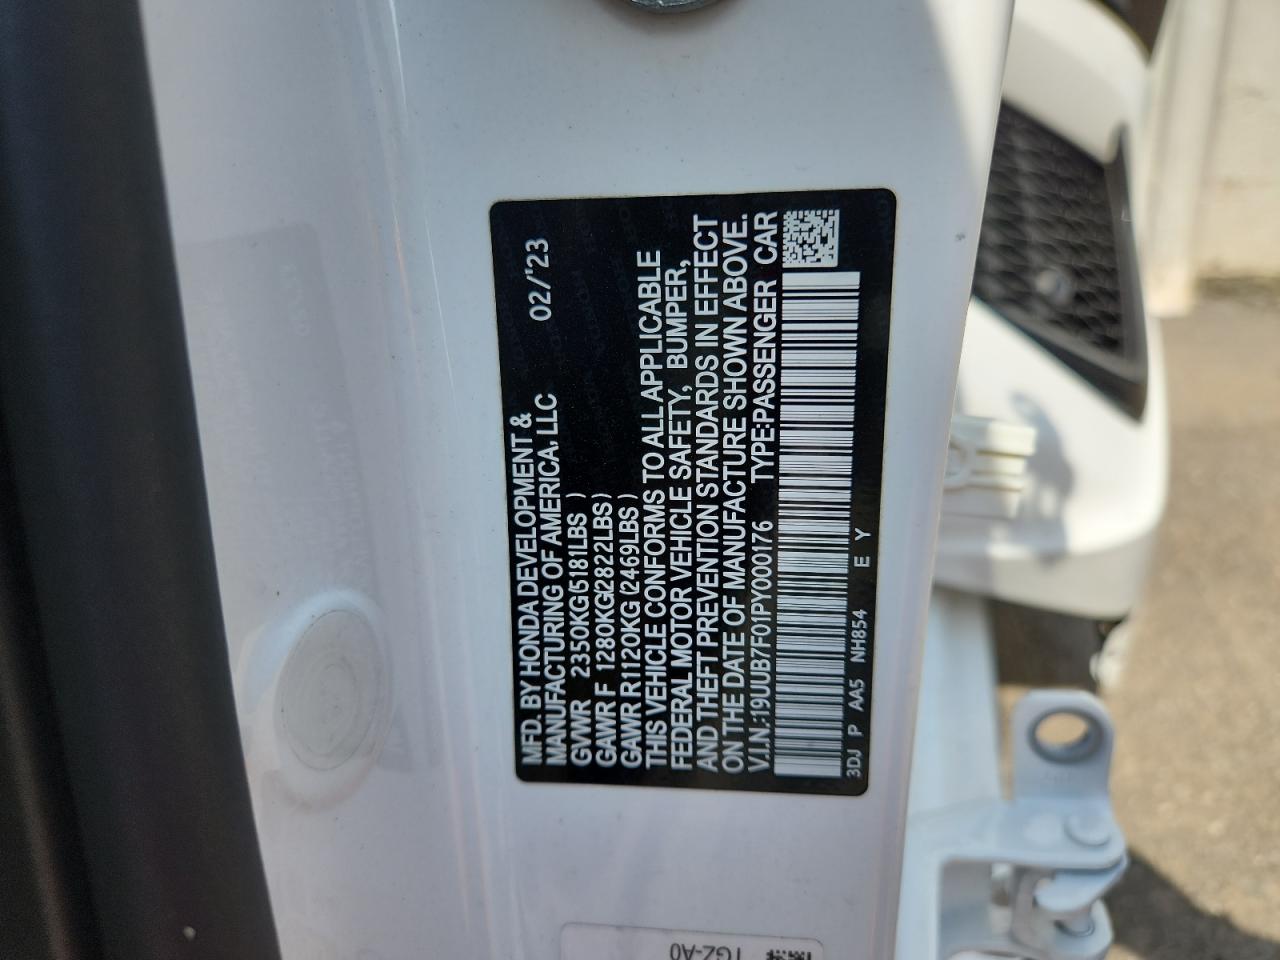 MFD. BY HONDA DEVELOPMENT & 02/'23
MANUFACTURING OF AMERICA, LLC
GVWR 2350KG(5181LBS)
GAWR F 1280KG(2822LBS)
GAWR R1120KG (2469LBS)
THIS VEHICLE CONFORMS TO ALL APPLICABLE
FEDERAL MOTOR VEHICLE SAFETY, BUMPER,
AND THEFT PREVENTION STANDARDS IN EFFECT
ON THE DATE OF MANUFACTURE SHOWN ABOVE.
V.I.N.:19UUB7F01PY000176 TYPE:PASSENGER CAR
3DJ P AA5 NH854 E Y
TGZ-A0